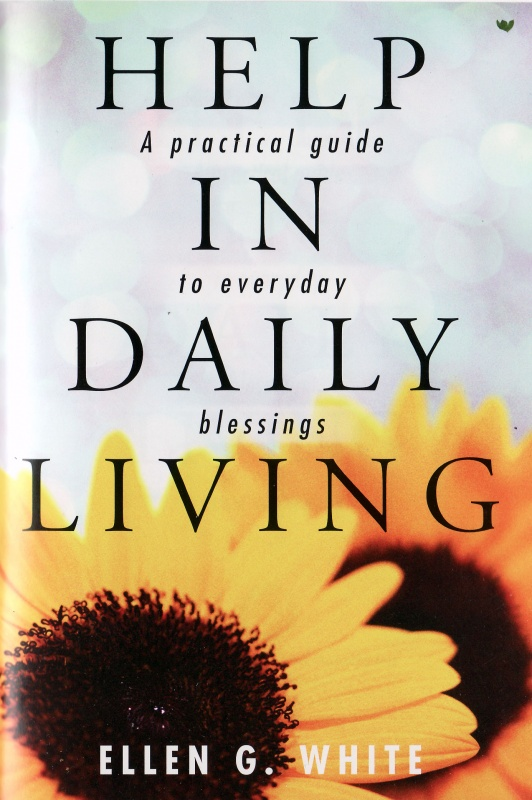 HELP
A practical guide
IN
to everyday
DAILY
blessings
LIVING
ELLEN G. WHITE